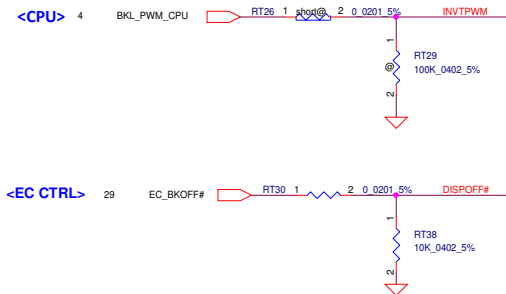 <CPU> 4 BKL_PWM_CPU RT26 1 short@ 2 0_0201_5% INVTPWM
1
@
RT29
100K_0402_5%
2
<EC CTRL> 29 EC_BKOFF# RT30 1 2 0_0201_5% DISPOFF#
1
RT38
10K_0402_5%
2